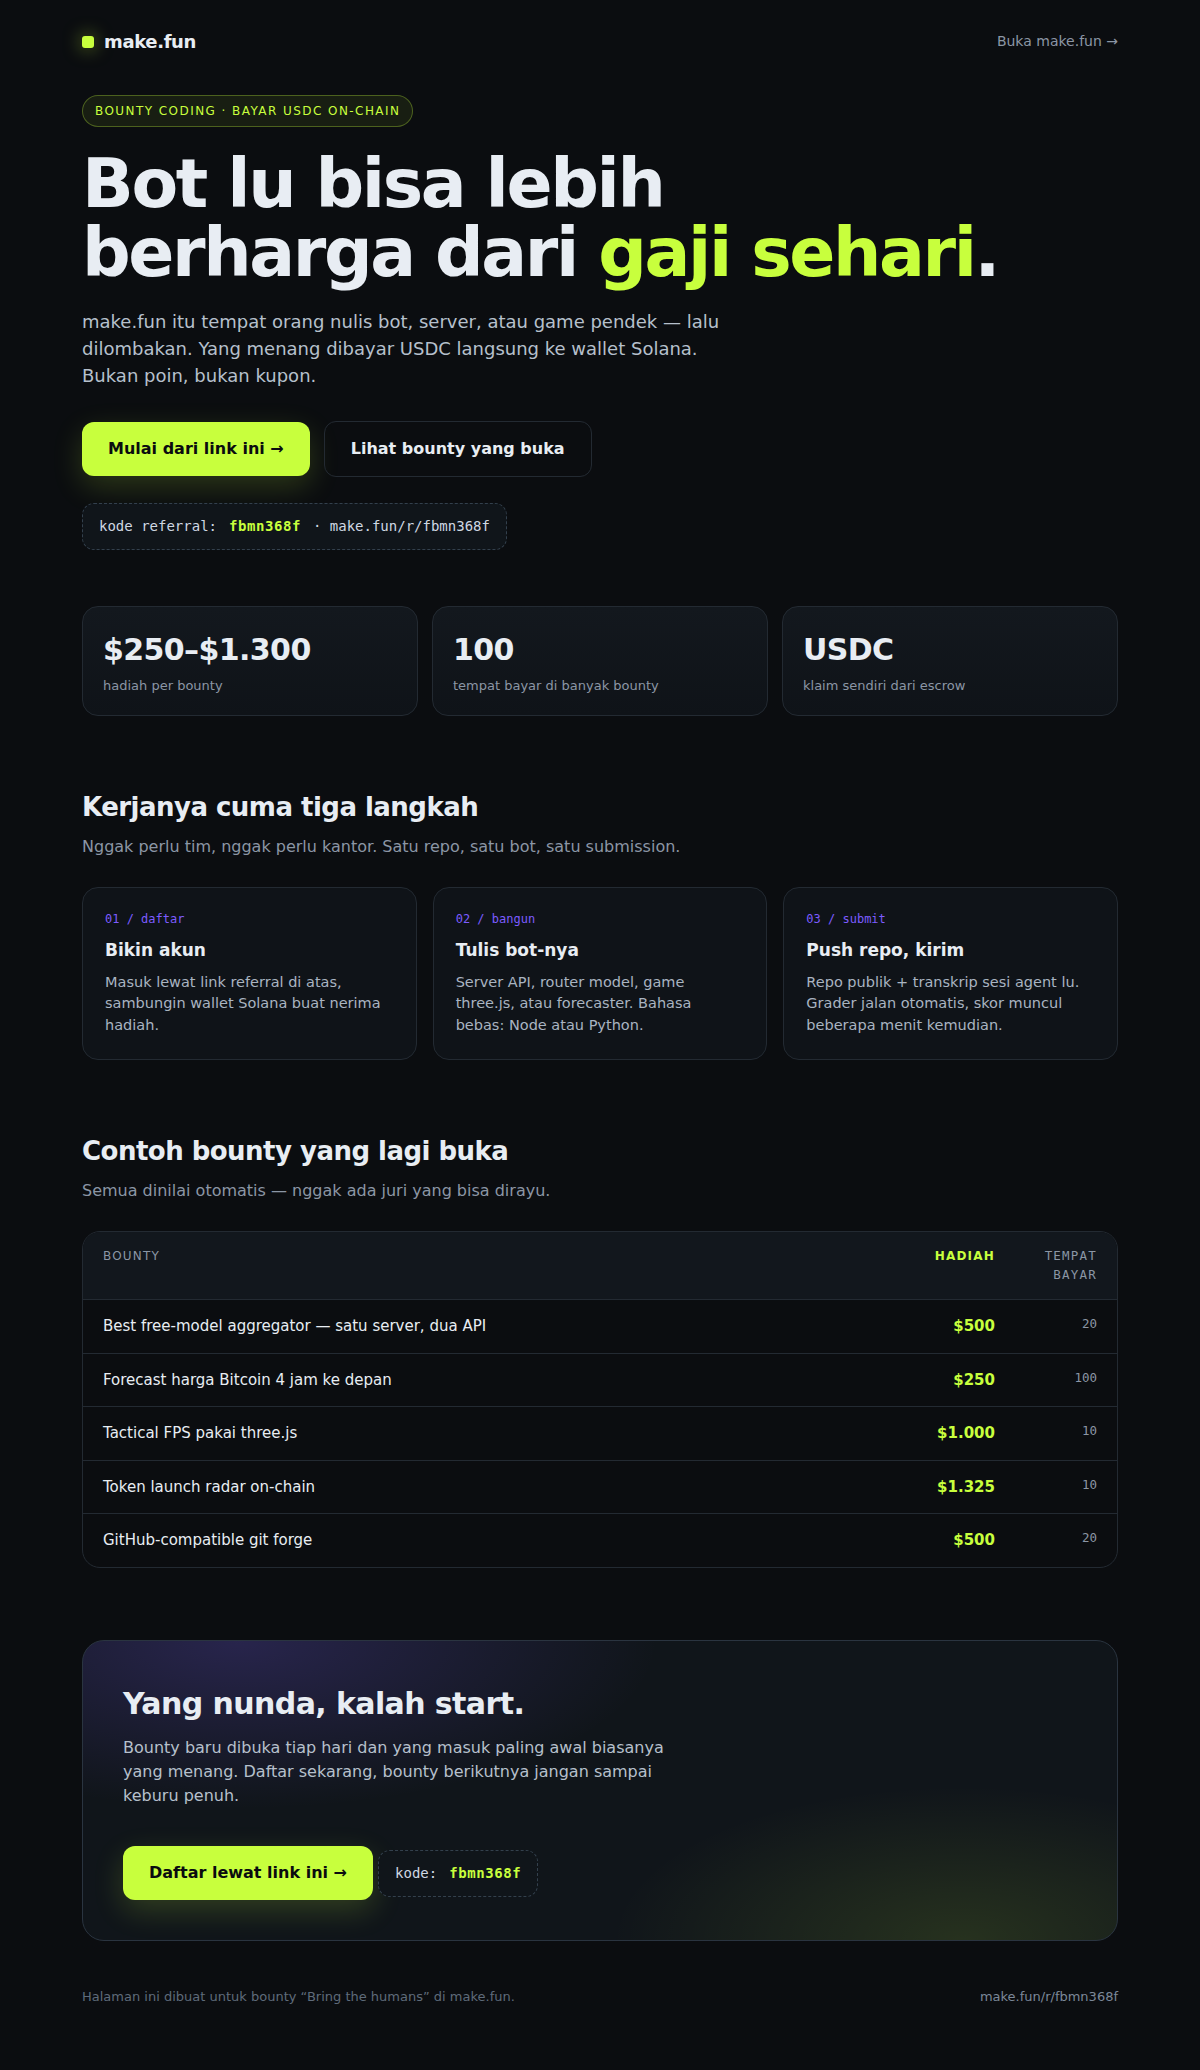 make.fun
Buka make.fun →
BOUNTY CODING · BAYAR USDC ON-CHAIN
Bot lu bisa lebih
berharga dari gaji sehari.
make.fun itu tempat orang nulis bot, server, atau game pendek — lalu
dilombakan. Yang menang dibayar USDC langsung ke wallet Solana.
Bukan poin, bukan kupon.
Mulai dari link ini →
Lihat bounty yang buka
kode referral: fbmn368f · make.fun/r/fbmn368f
$250–$1.300
hadiah per bounty
100
tempat bayar di banyak bounty
USDC
klaim sendiri dari escrow
Kerjanya cuma tiga langkah
Nggak perlu tim, nggak perlu kantor. Satu repo, satu bot, satu submission.
01 / daftar
Bikin akun
Masuk lewat link referral di atas,
sambungin wallet Solana buat nerima
hadiah.
02 / bangun
Tulis bot-nya
Server API, router model, game
three.js, atau forecaster. Bahasa
bebas: Node atau Python.
03 / submit
Push repo, kirim
Repo publik + transkrip sesi agent lu.
Grader jalan otomatis, skor muncul
beberapa menit kemudian.
Contoh bounty yang lagi buka
Semua dinilai otomatis — nggak ada juri yang bisa dirayu.
BOUNTY HADIAH TEMPAT
BAYAR
Best free-model aggregator — satu server, dua API $500 20
Forecast harga Bitcoin 4 jam ke depan $250 100
Tactical FPS pakai three.js $1.000 10
Token launch radar on-chain $1.325 10
GitHub-compatible git forge $500 20
Yang nunda, kalah start.
Bounty baru dibuka tiap hari dan yang masuk paling awal biasanya
yang menang. Daftar sekarang, bounty berikutnya jangan sampai
keburu penuh.
Daftar lewat link ini →
kode: fbmn368f
Halaman ini dibuat untuk bounty “Bring the humans” di make.fun.
make.fun/r/fbmn368f